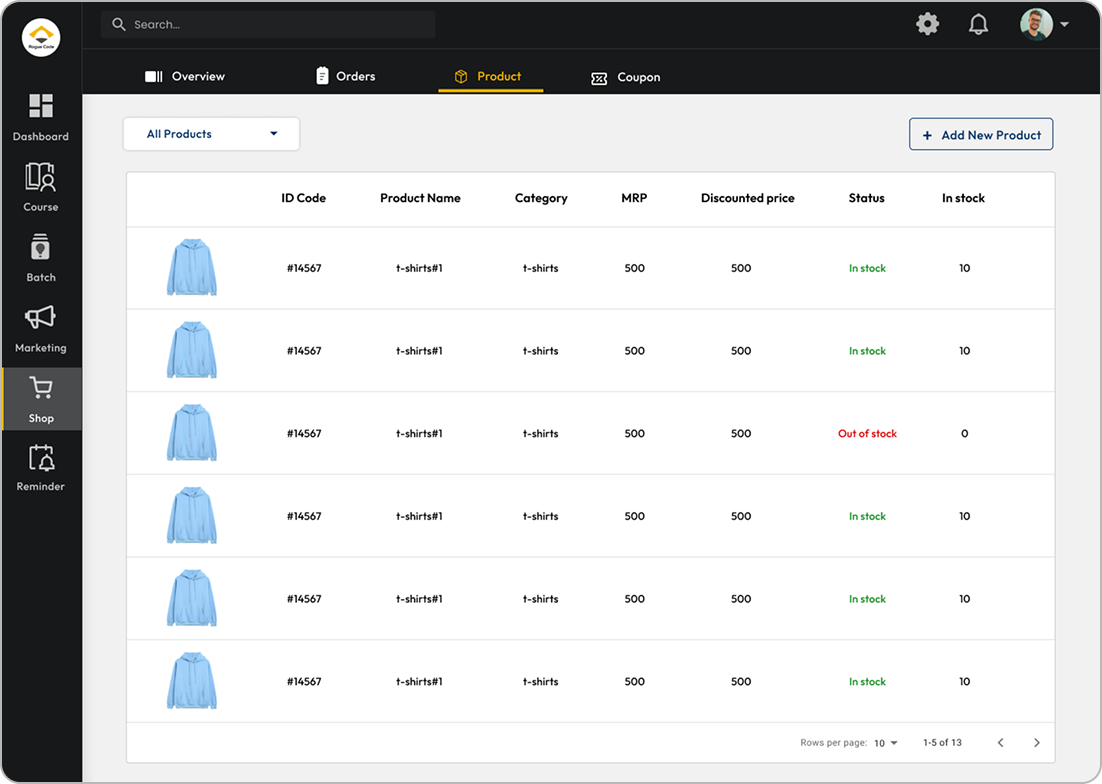 Rogue Code
Search...
Overview
Orders
Product
Coupon
Dashboard
Course
Batch
Marketing
Shop
Reminder
All Products
+ Add New Product
ID Code Product Name Category MRP Discounted price Status In stock
#14567 t-shirts#1 t-shirts 500 500 In stock 10
#14567 t-shirts#1 t-shirts 500 500 In stock 10
#14567 t-shirts#1 t-shirts 500 500 Out of stock 0
#14567 t-shirts#1 t-shirts 500 500 In stock 10
#14567 t-shirts#1 t-shirts 500 500 In stock 10
#14567 t-shirts#1 t-shirts 500 500 In stock 10
Rows per page: 10 1-5 of 13